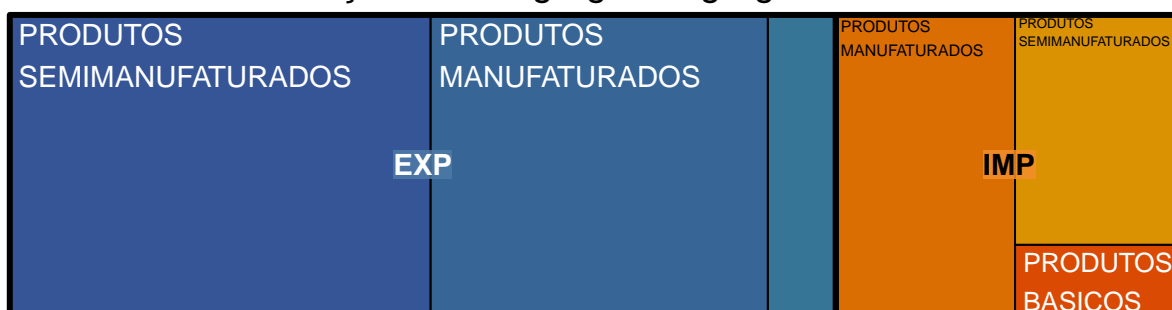 PRODUTOS
SEMIMANUFATURADOS
PRODUTOS
MANUFATURADOS
EXP
PRODUTOS
MANUFATURADOS
PRODUTOS
SEMIMANUFATURADOS
IMP
PRODUTOS
BASICOS